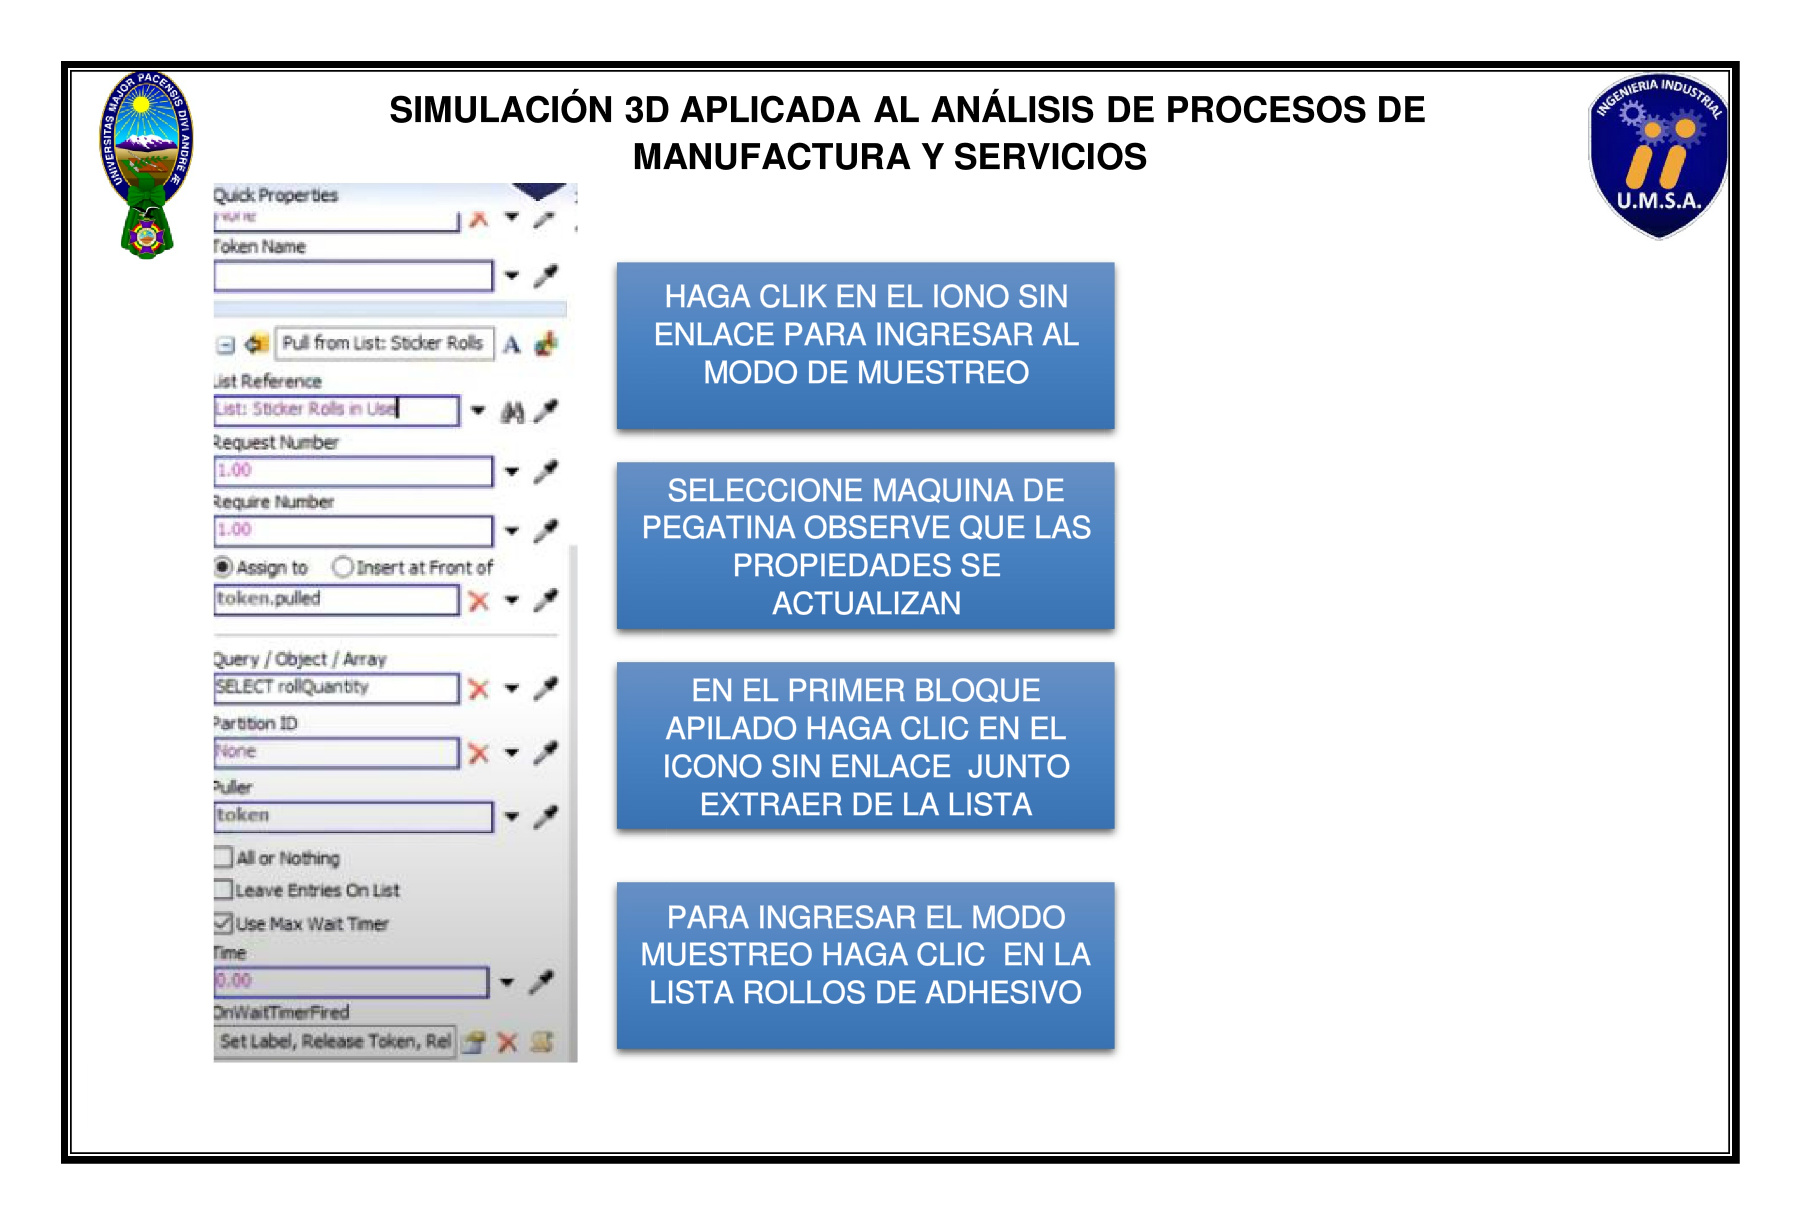 SIMULACIÓN 3D APLICADA AL ANÁLISIS DE PROCESOS DE
MANUFACTURA Y SERVICIOS
UNIVERSITAS MAJOR PACENSIS DIVI ANDRE Æ
INGENIERIA INDUSTRIAL
U.M.S.A.
Quick Properties
None
Token Name
Pull from List: Sticker Rolls
A
List Reference
List: Sticker Rolls in Use
Request Number
1.00
Require Number
1.00
Assign to Insert at Front of
token.pulled
Query / Object / Array
SELECT rollQuantity
Partition ID
None
Puller
token
All or Nothing
Leave Entries On List
Use Max Wait Timer
Time
0.00
OnWaitTimerFired
Set Label, Release Token, Rel
HAGA CLIK EN EL IONO SIN
ENLACE PARA INGRESAR AL
MODO DE MUESTREO
SELECCIONE MAQUINA DE
PEGATINA OBSERVE QUE LAS
PROPIEDADES SE
ACTUALIZAN
EN EL PRIMER BLOQUE
APILADO HAGA CLIC EN EL
ICONO SIN ENLACE JUNTO
EXTRAER DE LA LISTA
PARA INGRESAR EL MODO
MUESTREO HAGA CLIC EN LA
LISTA ROLLOS DE ADHESIVO